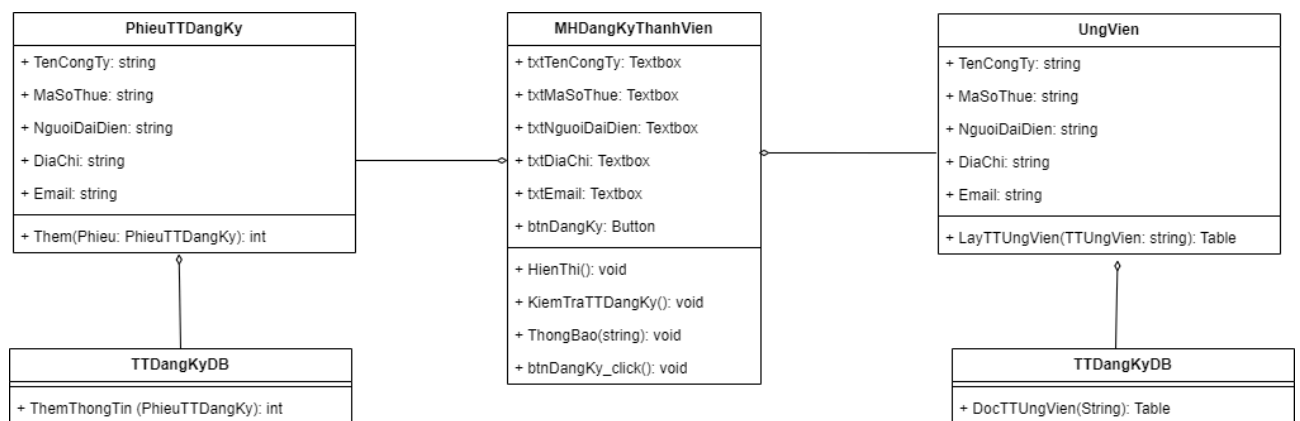 PhieuTTDangKy
+ TenCongTy: string
+ MaSoThue: string
+ NguoiDaiDien: string
+ DiaChi: string
+ Email: string
+ Them(Phieu: PhieuTTDangKy): int
TTDangKyDB
+ ThemThongTin (PhieuTTDangKy): int
MHDangKyThanhVien
+ txtTenCongTy: Textbox
+ txtMaSoThue: Textbox
+ txtNguoiDaiDien: Textbox
+ txtDiaChi: Textbox
+ txtEmail: Textbox
+ btnDangKy: Button
+ HienThi(): void
+ KiemTraTTDangKy(): void
+ ThongBao(string): void
+ btnDangKy_click(): void
UngVien
+ TenCongTy: string
+ MaSoThue: string
+ NguoiDaiDien: string
+ DiaChi: string
+ Email: string
+ LayTTUngVien(TTUngVien: string): Table
TTDangKyDB
+ DocTTUngVien(String): Table